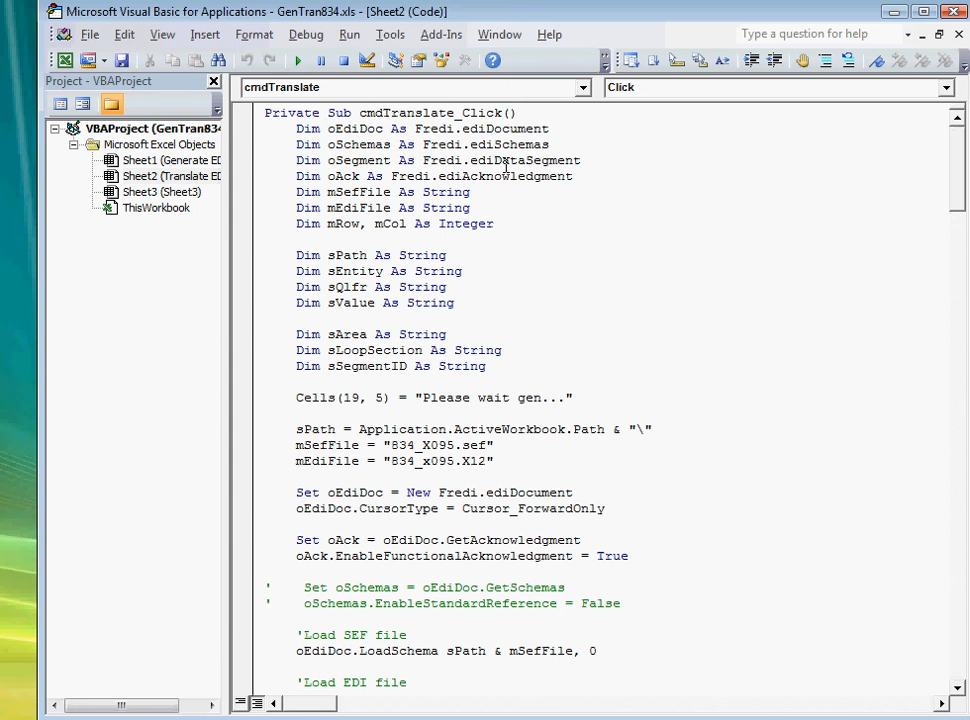 Microsoft Visual Basic for Applications - GenTran834.xls - [Sheet2 (Code)]
File Edit View Insert Format Debug Run Tools Add-Ins Window Help
Type a question for help
Project - VBAProject
cmdTranslate
Click
VBAProject (GenTran834
Microsoft Excel Objects
Sheet1 (Generate ED
Sheet2 (Translate ED
Sheet3 (Sheet3)
ThisWorkbook
Private Sub cmdTranslate_Click()
Dim oEdiDoc As Fredi.ediDocument
Dim oSchemas As Fredi.ediSchemas
Dim oSegment As Fredi.ediDataSegment
Dim oAck As Fredi.ediAcknowledgment
Dim mSefFile As String
Dim mEdiFile As String
Dim mRow, mCol As Integer
Dim sPath As String
Dim sEntity As String
Dim sQlfr As String
Dim sValue As String
Dim sArea As String
Dim sLoopSection As String
Dim sSegmentID As String
Cells(19, 5) = "Please wait gen..."
sPath = Application.ActiveWorkbook.Path & "\"
mSefFile = "834_X095.sef"
mEdiFile = "834_x095.X12"
Set oEdiDoc = New Fredi.ediDocument
oEdiDoc.CursorType = Cursor_ForwardOnly
Set oAck = oEdiDoc.GetAcknowledgment
oAck.EnableFunctionalAcknowledgment = True
' Set oSchemas = oEdiDoc.GetSchemas
' oSchemas.EnableStandardReference = False
'Load SEF file
oEdiDoc.LoadSchema sPath & mSefFile, 0
'Load EDI file